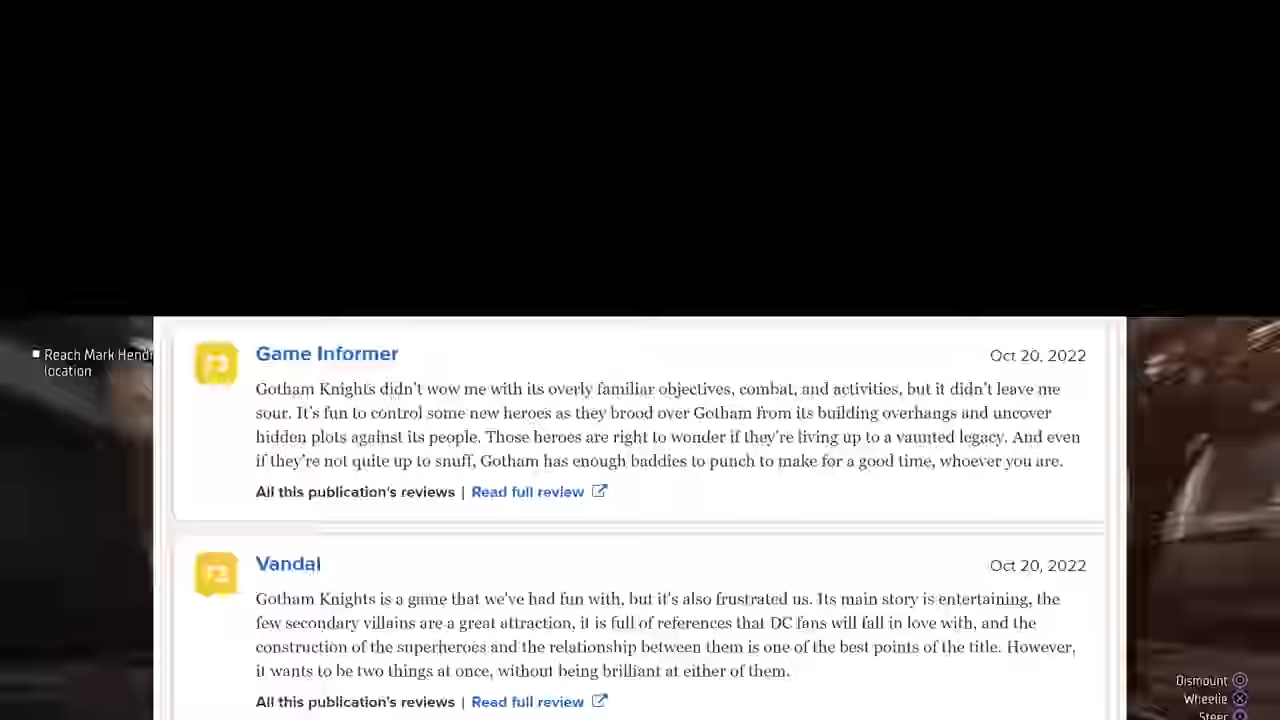 Reach Mark Hend
location
Game Informer
Oct 20, 2022
Gotham Knights didn't wow me with its overly familiar objectives, combat, and activities, but it didn't leave me
sour. It's fun to control some new heroes as they brood over Gotham from its building overhangs and uncover
hidden plots against its people. Those heroes are right to wonder if they're living up to a vaunted legacy. And even
if they're not quite up to snuff, Gotham has enough baddies to punch to make for a good time, whoever you are.
All this publication's reviews | Read full review
Vandal
Oct 20, 2022
Gotham Knights is a game that we've had fun with, but it's also frustrated us. Its main story is entertaining, the
few secondary villains are a great attraction, it is full of references that DC fans will fall in love with, and the
construction of the superheroes and the relationship between them is one of the best points of the title. However,
it wants to be two things at once, without being brilliant at either of them.
All this publication's reviews | Read full review
Dismount
Wheelie
Steer